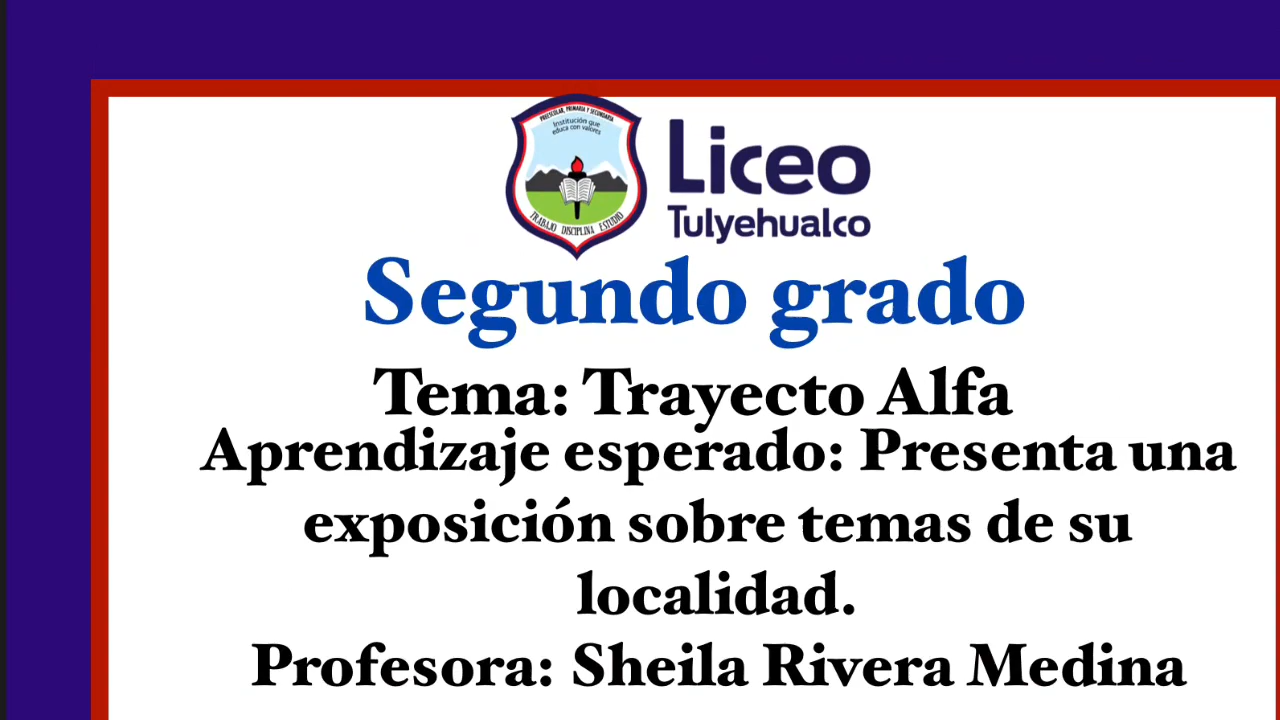 PREESCOLAR, PRIMARIA Y SECUNDARIA
Institución que
educa con valores
TRABAJO DISCIPLINA ESTUDIO
Liceo
Tulyehualco
Segundo grado
Tema: Trayecto Alfa
Aprendizaje esperado: Presenta una
exposición sobre temas de su
localidad.
Profesora: Sheila Rivera Medina